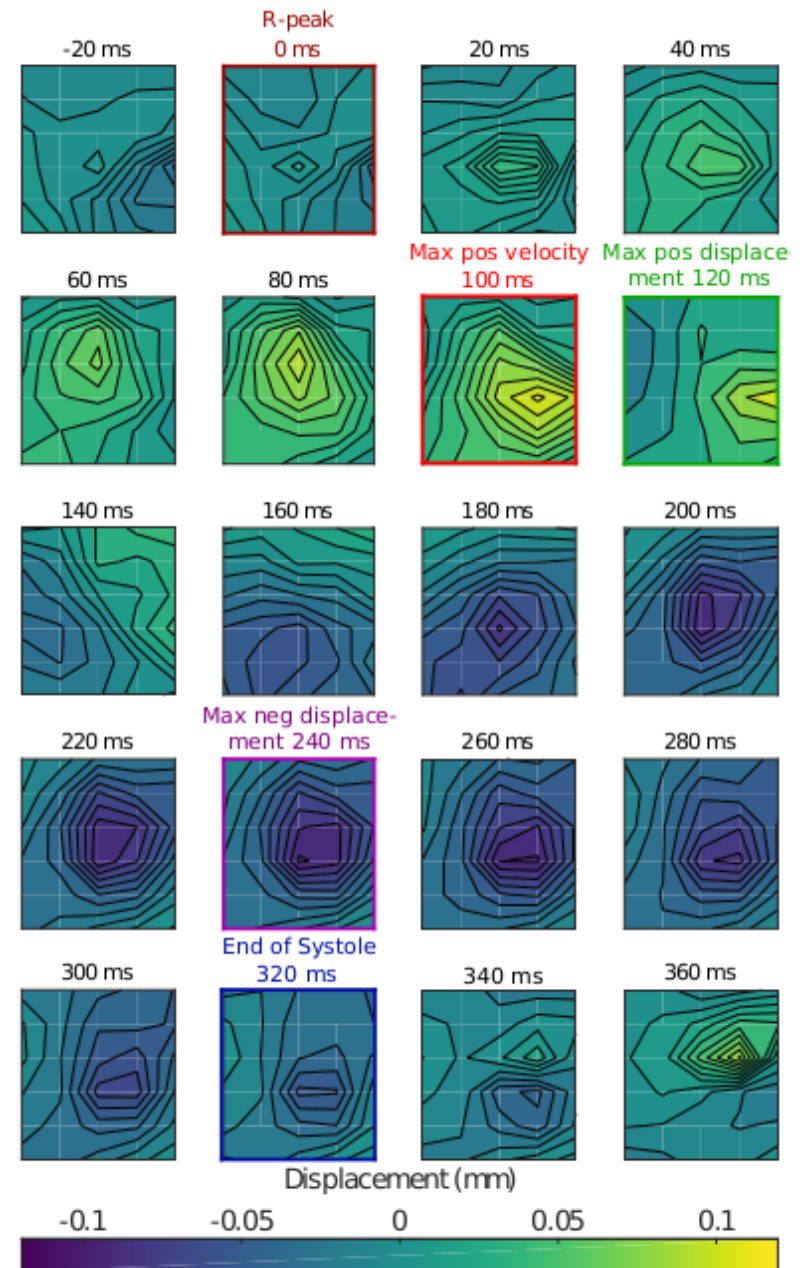 R-peak
-20 ms 0 ms 20 ms 40 ms
Max pos velocity Max pos displace-
60 ms 80 ms 100 ms ment 120 ms
140 ms 160 ms 180 ms 200 ms
Max neg displace-
220 ms ment 240 ms 260 ms 280 ms
End of Systole
300 ms 320 ms 340 ms 360 ms
Displacement (mm)
-0.1 -0.05 0 0.05 0.1